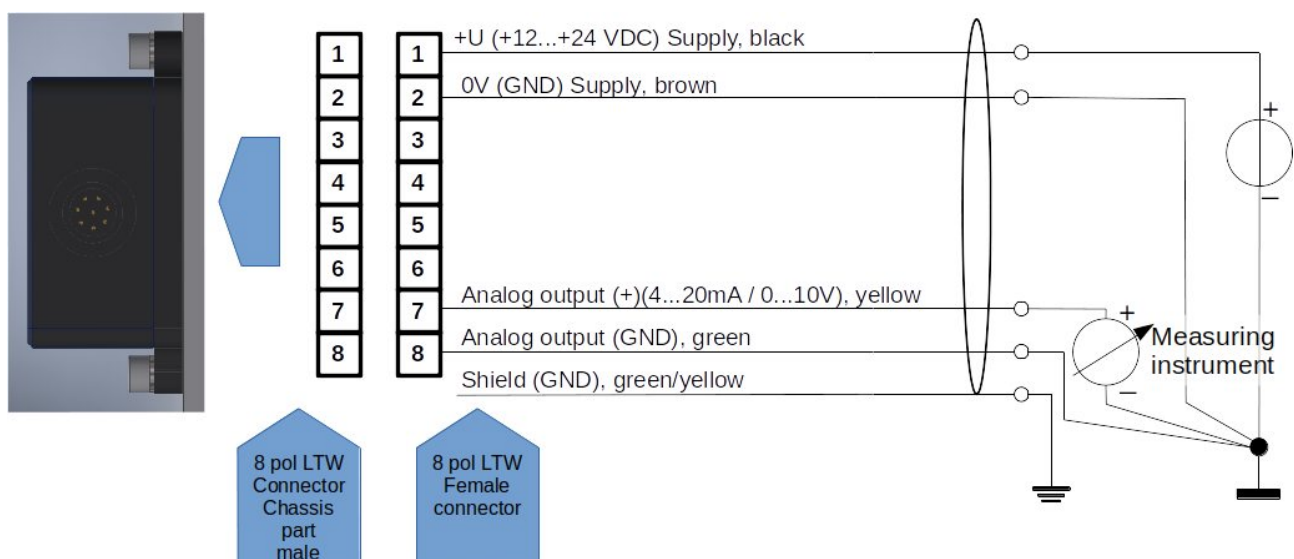 +U (+12...+24 VDC) Supply, black
0V (GND) Supply, brown
1
2
3
4
5
6
7
8
1
2
3
4
5
6
7
8
+
−
Analog output (+)(4...20mA / 0...10V), yellow
Analog output (GND), green
Shield (GND), green/yellow
+
−
Measuring
instrument
8 pol LTW
Connector
Chassis
part
male
8 pol LTW
Female
connector